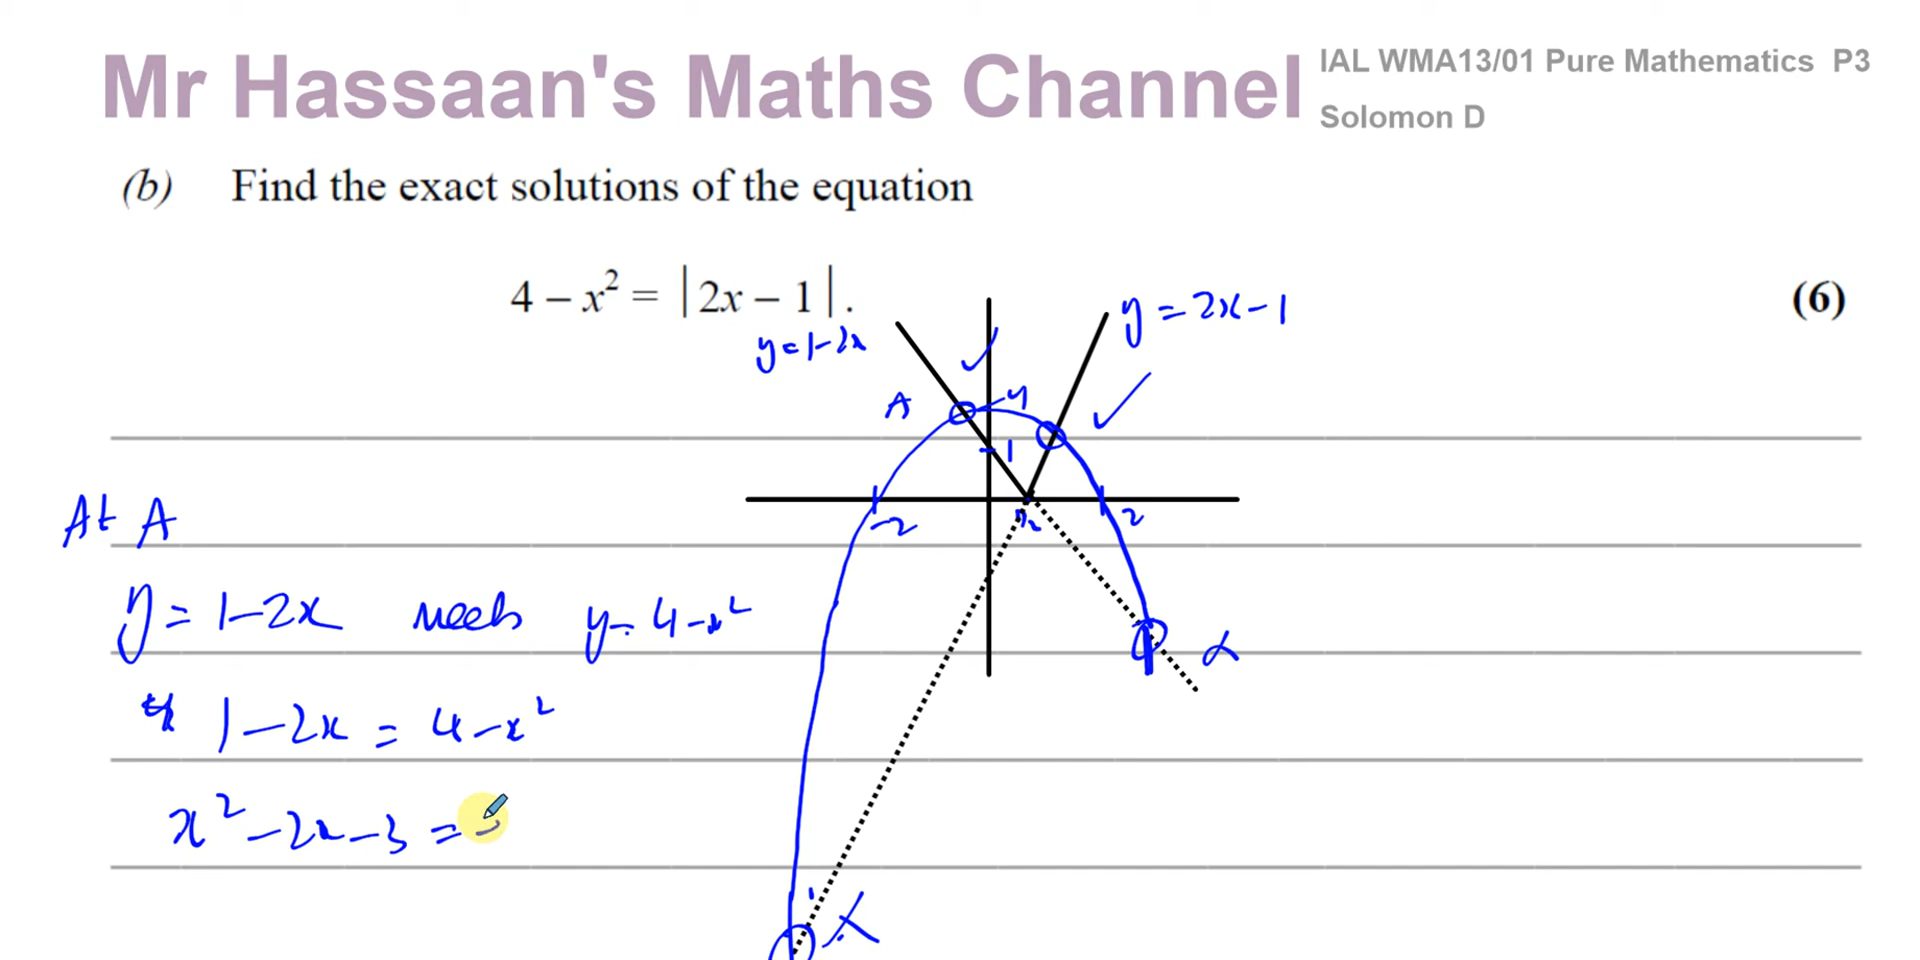 Mr Hassaan's Maths Channel
IAL WMA13/01 Pure Mathematics P3
Solomon D
(b) Find the exact solutions of the equation
4 – x² = |2x – 1|.
(6)
y = 1 - 2x
y = 2x - 1
A
4
1
-2
½
2
At A
y = 1 - 2x meets y = 4 - x²
1 - 2x = 4 - x²
x² - 2x - 3 =